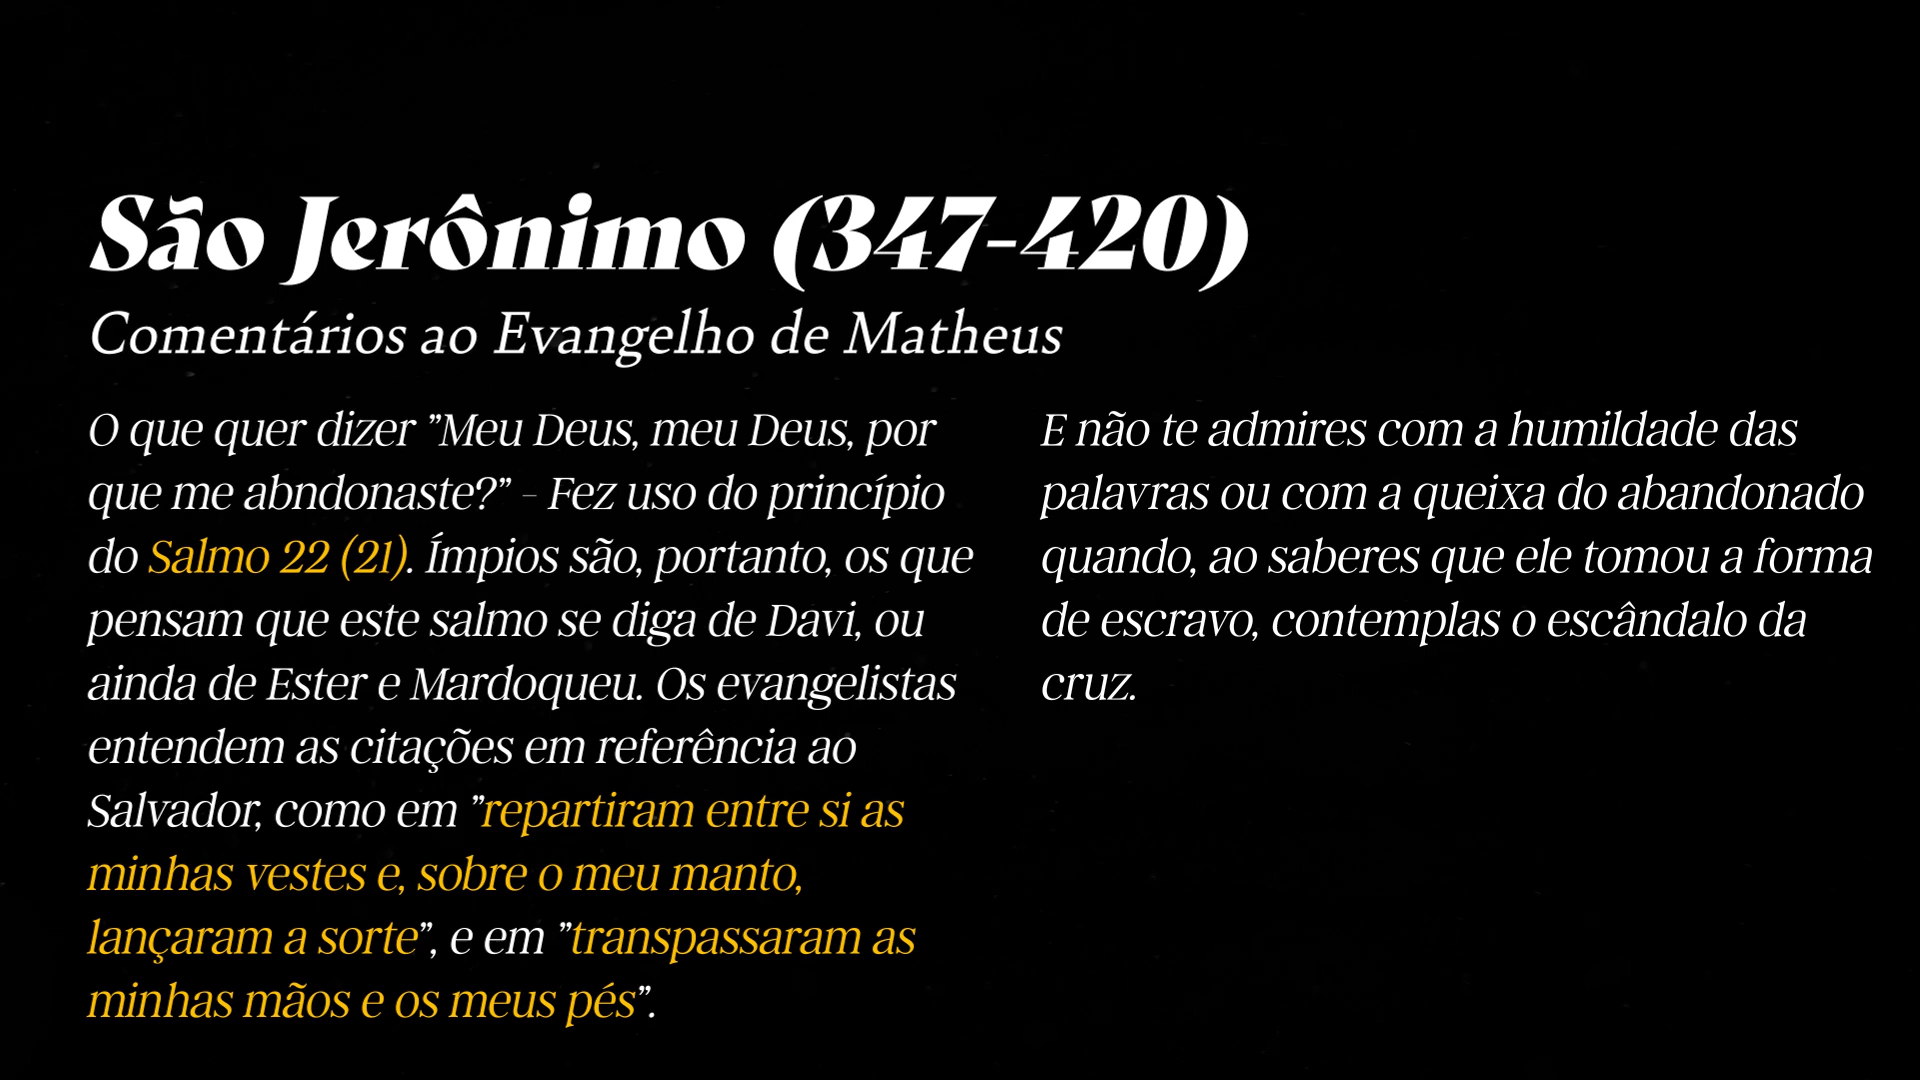 São Jerônimo (347-420)
Comentários ao Evangelho de Matheus
O que quer dizer ”Meu Deus, meu Deus, por
que me abndonaste?” - Fez uso do princípio
do Salmo 22 (21). Ímpios são, portanto, os que
pensam que este salmo se diga de Davi, ou
ainda de Ester e Mardoqueu. Os evangelistas
entendem as citações em referência ao
Salvador, como em ”repartiram entre si as
minhas vestes e, sobre o meu manto,
lançaram a sorte”, e em ”transpassaram as
minhas mãos e os meus pés”.
E não te admires com a humildade das
palavras ou com a queixa do abandonado
quando, ao saberes que ele tomou a forma
de escravo, contemplas o escândalo da
cruz.